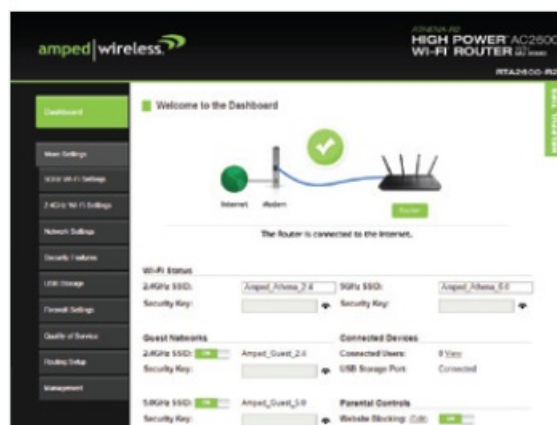 amped wireless.
ATHENA-R2
HIGH POWER AC2600
WI-FI ROUTER
RTA2600-R2
HELPFUL TIPS
Dashboard
More Settings
5GHz Wi-Fi Settings
2.4GHz Wi-Fi Settings
Network Settings
Security Features
USB Storage
Firewall Settings
Quality of Service
Routing Setup
Management
Welcome to the Dashboard
Internet Modem
Router
The Router is connected to the Internet.
Wi-Fi Status
2.4GHz SSID: Amped_Athena_2.4 5GHz SSID: Amped_Athena_5.0
Security Key: Security Key:
Guest Networks Connected Devices
2.4GHz SSID: ON Amped_Guest_2.4 Connected Users: 8 View
Security Key: USB Storage Port: Connected
5.0GHz SSID: ON Amped_Guest_5.0 Parental Controls
Security Key: Website Blocking: (Edit) ON